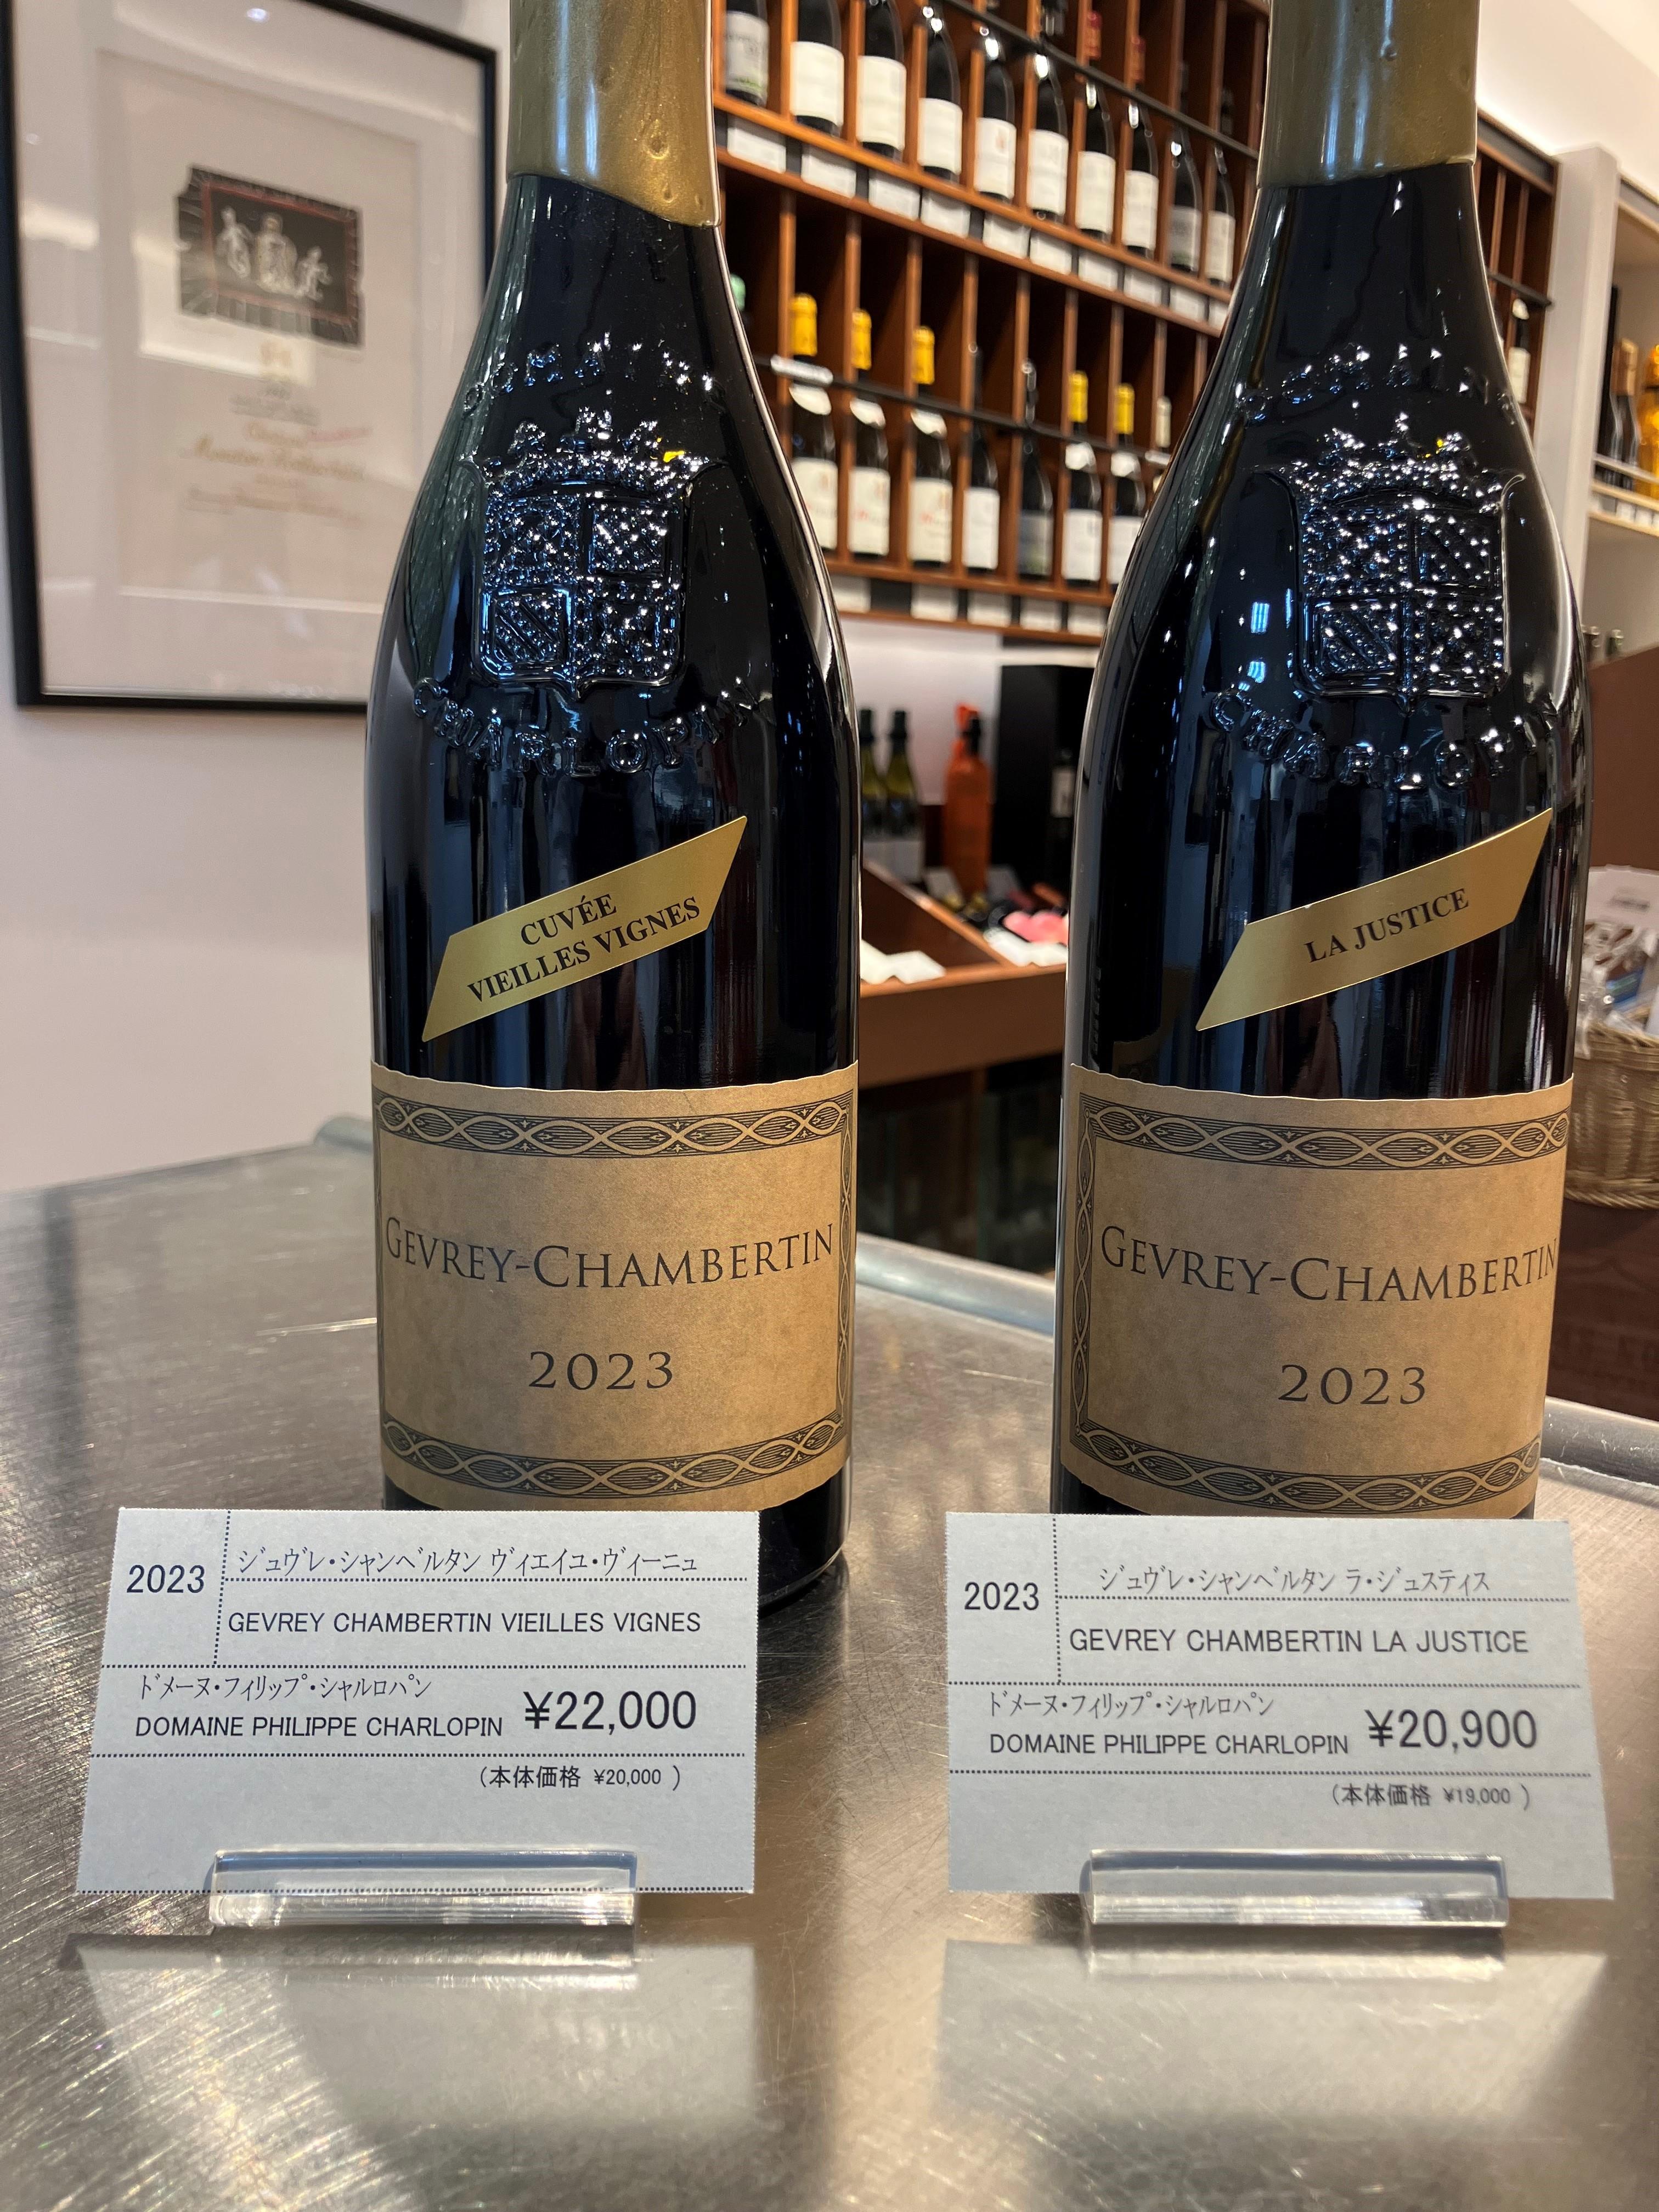 DOMAINE
CHARLOPIN
CUVÉE
VIEILLES VIGNES
GEVREY-CHAMBERTIN
2023
DOMAINE
CHARLOPIN
LA JUSTICE
GEVREY-CHAMBERTIN
2023
2023
ジュヴレ・シャンベルタン ヴィエイユ・ヴィーニュ
GEVREY CHAMBERTIN VIEILLES VIGNES
ドメーヌ・フィリップ・シャルロパン
DOMAINE PHILIPPE CHARLOPIN ¥22,000
(本体価格 ¥20,000 )
2023
ジュヴレ・シャンベルタン ラ・ジュスティス
GEVREY CHAMBERTIN LA JUSTICE
ドメーヌ・フィリップ・シャルロパン
DOMAINE PHILIPPE CHARLOPIN ¥20,900
(本体価格 ¥19,000 )